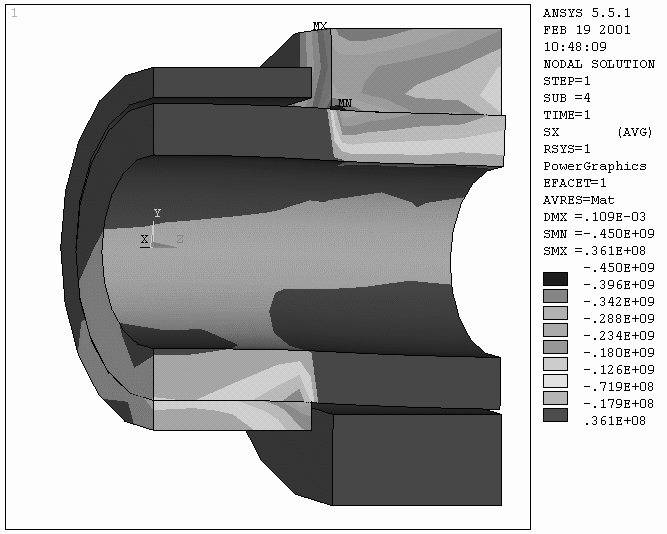 1
MX
MN
Y
X Z
ANSYS 5.5.1
FEB 19 2001
10:48:09
NODAL SOLUTION
STEP=1
SUB =4
TIME=1
SX (AVG)
RSYS=1
PowerGraphics
EFACET=1
AVRES=Mat
DMX =.109E-03
SMN =-.450E+09
SMX =.361E+08
-.450E+09
-.396E+09
-.342E+09
-.288E+09
-.234E+09
-.180E+09
-.126E+09
-.719E+08
-.179E+08
.361E+08